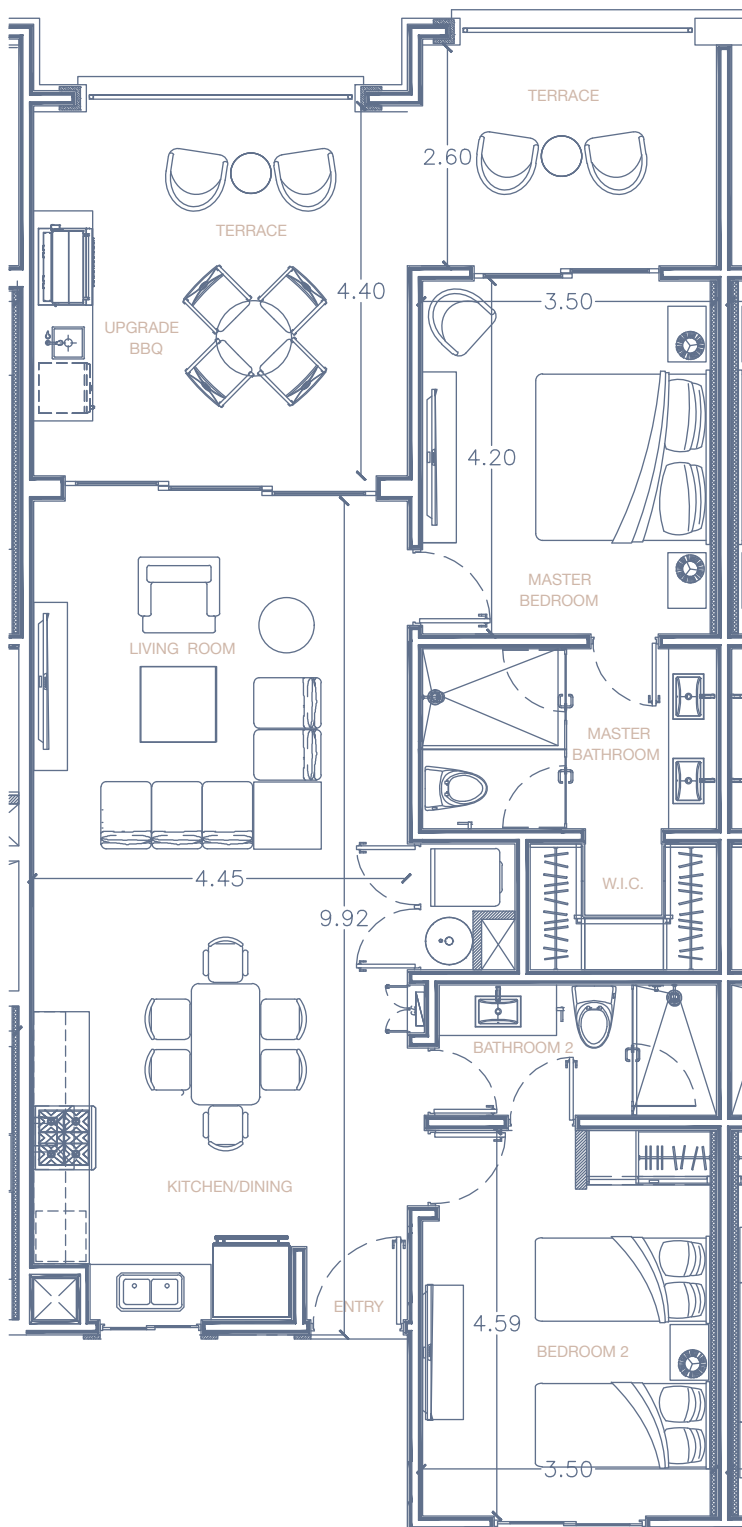 TERRACE
2.60
TERRACE
4.40
3.50
UPGRADE
BBQ
4.20
MASTER
BEDROOM
LIVING ROOM
MASTER
BATHROOM
4.45
W.I.C.
9.92
BATHROOM 2
KITCHEN/DINING
ENTRY
4.59
BEDROOM 2
3.50